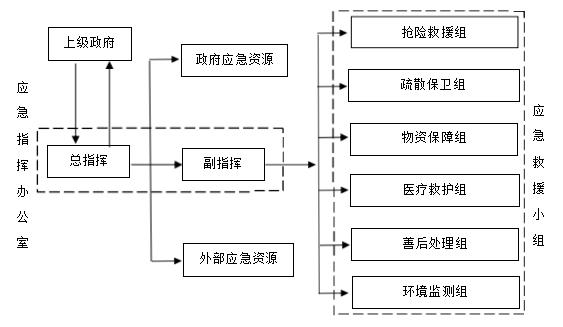 上级政府
政府应急资源
应急指挥办公室
总指挥
副指挥
外部应急资源
抢险救援组
疏散保卫组
物资保障组
医疗救护组
善后处理组
环境监测组
应急救援小组